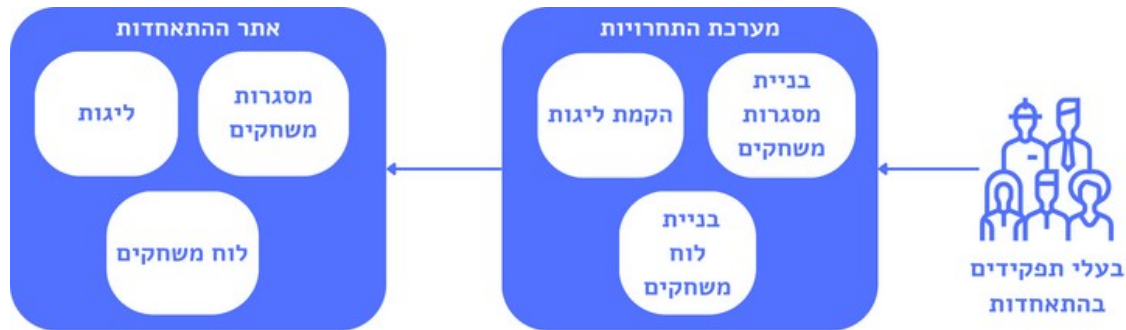 בעלי תפקידים
בהתאחדות
מערכת התחרויות
בניית
מסגרות
משחקים
הקמת ליגות
בניית
לוח
משחקים
אתר ההתאחדות
מסגרות
משחקים
ליגות
לוח משחקים